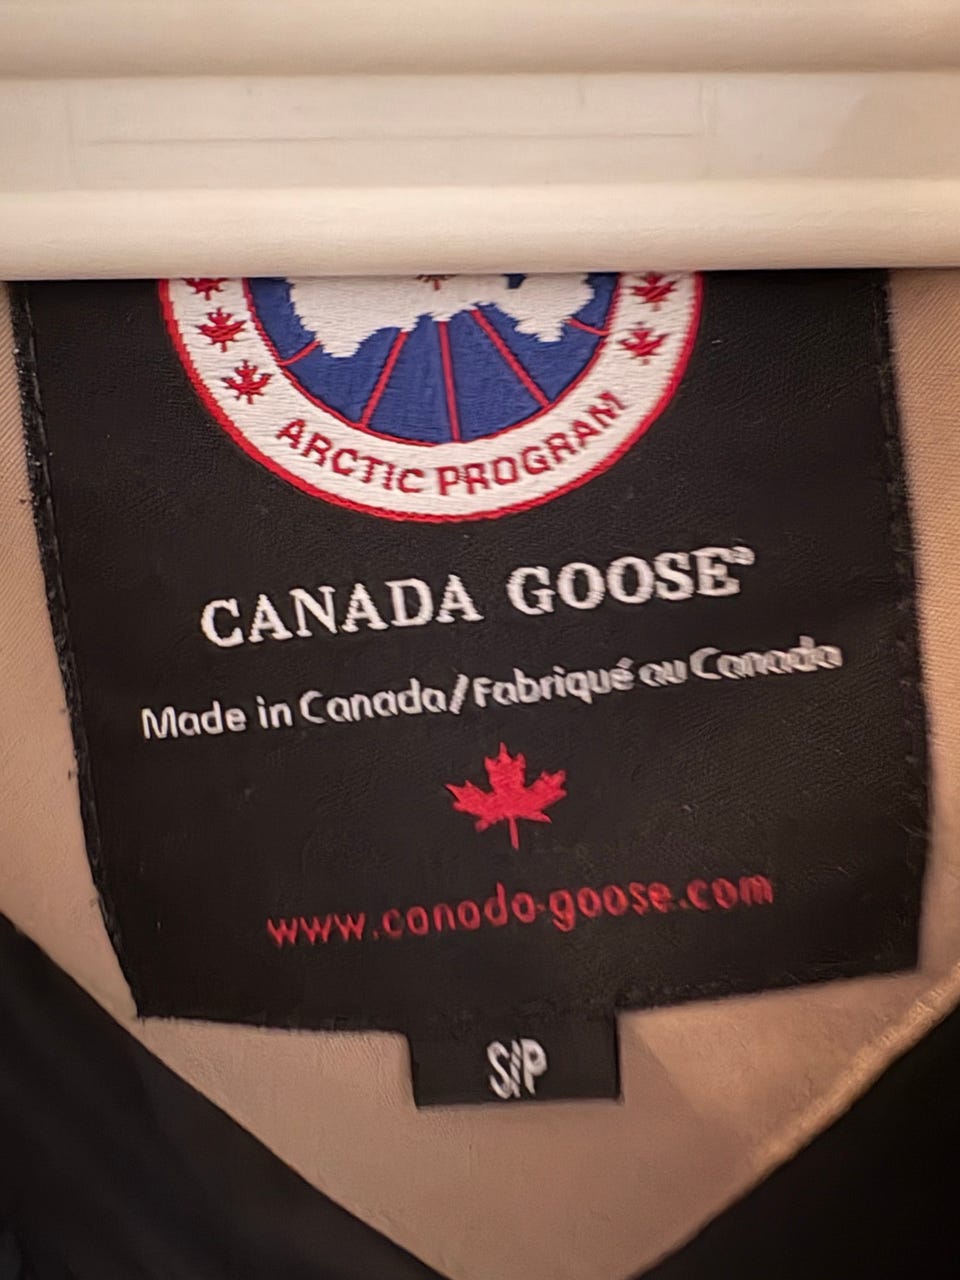 ARCTIC PROGRAM
CANADA GOOSE®
Made in Canada/Fabriqué au Canada
www.canada-goose.com
S/P